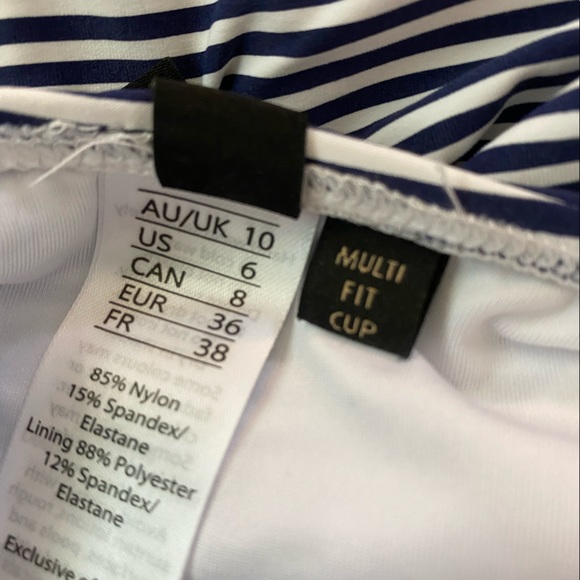 AU/UK 10
US 6
CAN 8
EUR 36
FR 38
85% Nylon
15% Spandex/
Elastane
Lining 88% Polyester
12% Spandex/
Elastane
Exclusive
MULTI
FIT
CUP